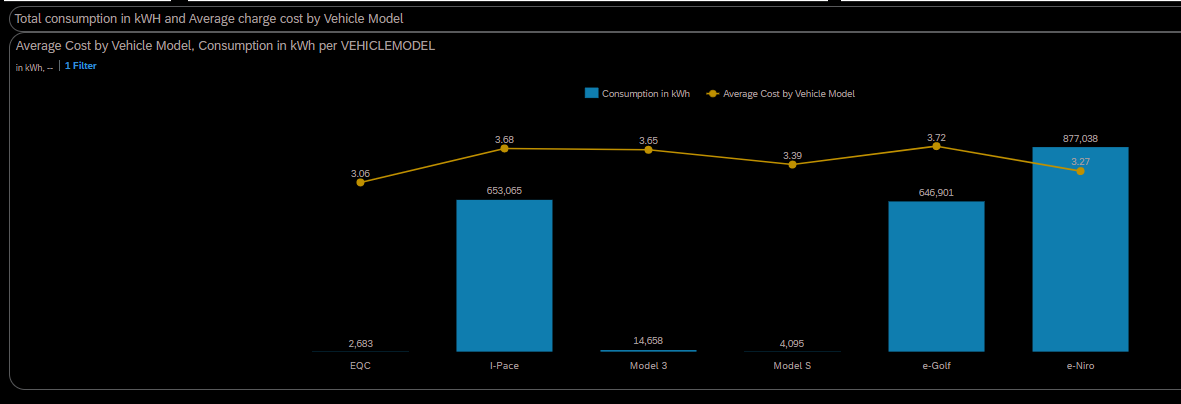 Total consumption in kWH and Average charge cost by Vehicle Model
Average Cost by Vehicle Model, Consumption in kWh per VEHICLEMODEL
in kWh, -- | 1 Filter
Consumption in kWh Average Cost by Vehicle Model
3.06 3.68 3.65 3.39 3.72 3.27
2,683 653,065 14,658 4,095 646,901 877,038
EQC I-Pace Model 3 Model S e-Golf e-Niro